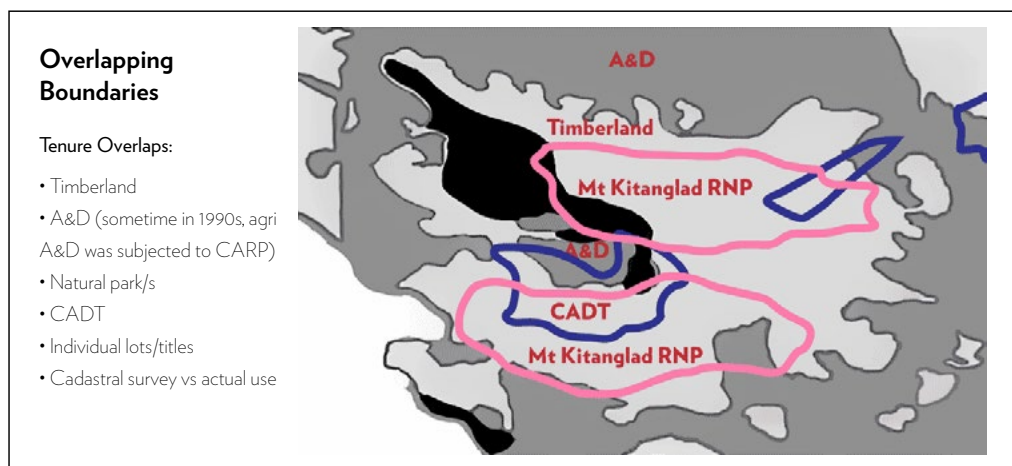 Overlapping
Boundaries
Tenure Overlaps:
• Timberland
• A&D (sometime in 1990s, agri
A&D was subjected to CARP)
• Natural park/s
• CADT
• Individual lots/titles
• Cadastral survey vs actual use
A&D
Timberland
Mt Kitanglad RNP
A&D
CADT
Mt Kitanglad RNP